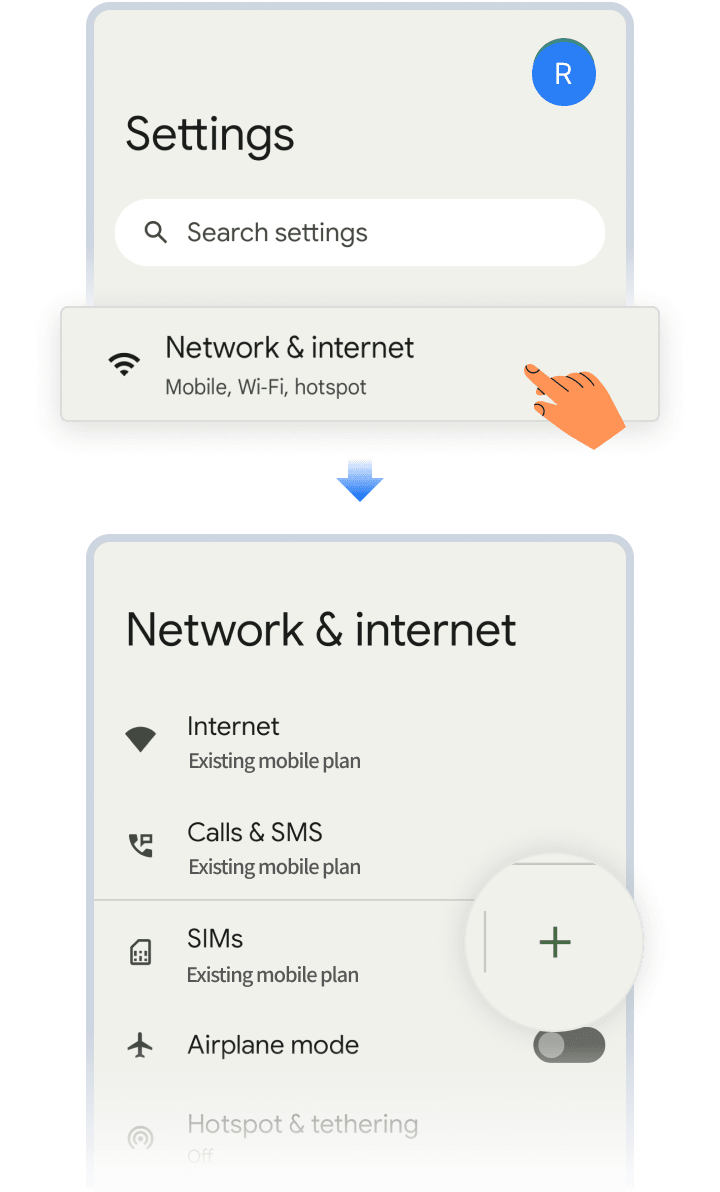 R
Settings
Search settings
Network & internet
Mobile, Wi-Fi, hotspot
Network & internet
Internet
Existing mobile plan
Calls & SMS
Existing mobile plan
SIMs
Existing mobile plan
Airplane mode
Hotspot & tethering
Off